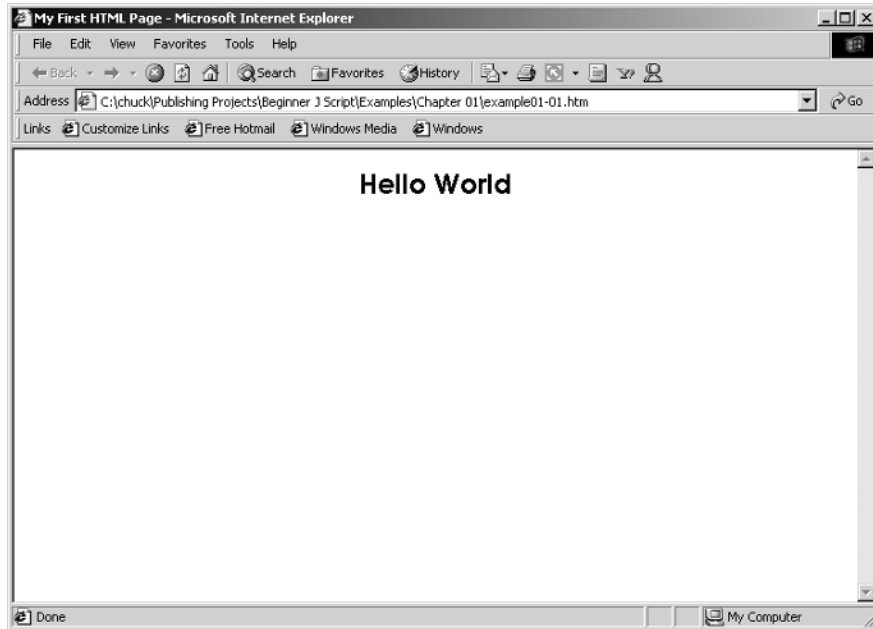 My First HTML Page - Microsoft Internet Explorer
File Edit View Favorites Tools Help
Back Search Favorites History
Address C:\chuck\Publishing Projects\Beginner J Script\Examples\Chapter 01\example01-01.htm Go
Links Customize Links Free Hotmail Windows Media Windows
Hello World
Done My Computer